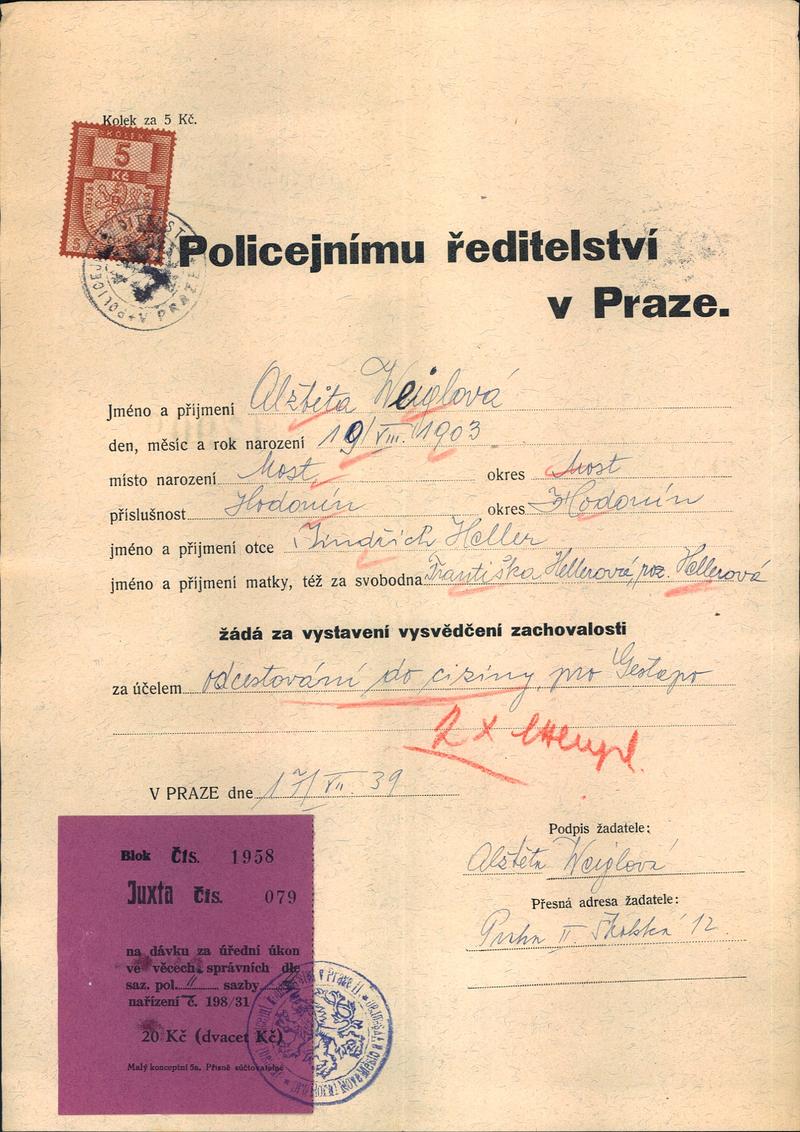 Kolek za 5 Kč.
KOLEK
5
Kč
Policejnímu ředitelství
v Praze.
Jméno a příjmení Alžběta Weiglová
den, měsíc a rok narození 19/VIII. 1903
místo narození Most, okres Most
příslušnost Hodonín okres Hodonín
jméno a příjmení otce Jindřich Heller
jméno a příjmení matky, též za svobodna Františka Hellerová, roz. Hellerová
žádá za vystavení vysvědčení zachovalosti
za účelem odcestování do ciziny, pro Gestapo
2 x
V PRAZE dne 17/VII. 39
Podpis žadatele:
Alžběta Weiglová
Přesná adresa žadatele:
Praha II. Školská 12.
Blok čís. 1958
Juxta čís. 079
na dávku za úřední úkon
ve věcech správních dle
saz. pol. 11 sazby
nařízení č. 198/31
20 Kč (dvacet Kč)
Malý konceptní 5a. Přísně súčtovatelné